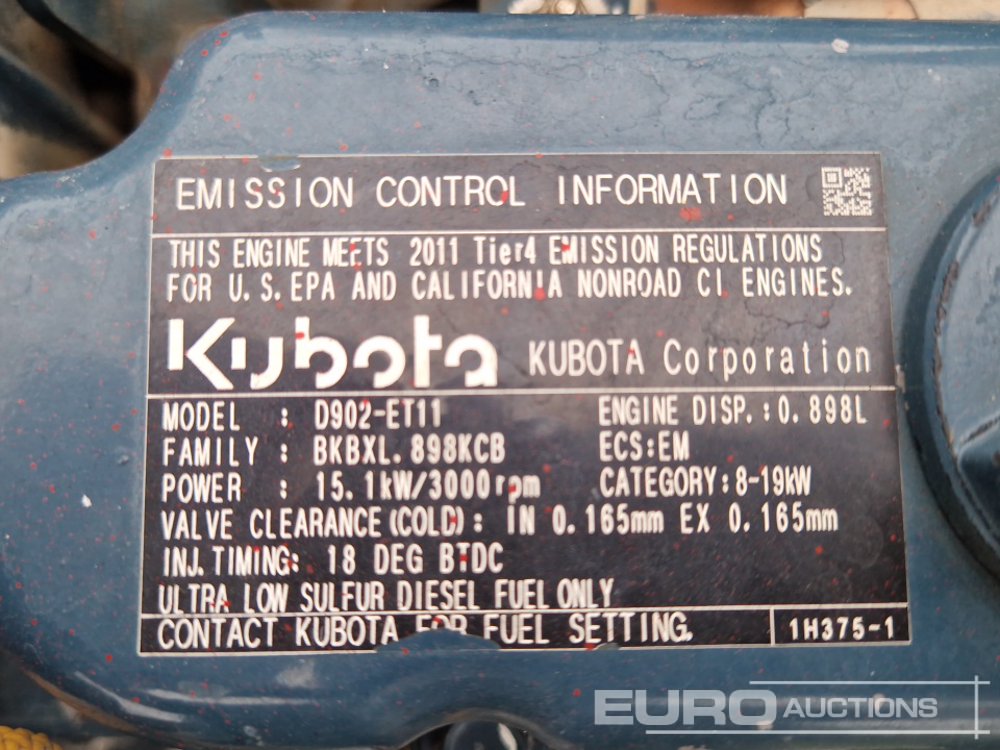 EMISSION CONTROL INFORMATION
THIS ENGINE MEETS 2011 Tier4 EMISSION REGULATIONS
FOR U.S.EPA AND CALIFORNIA NONROAD CI ENGINES.
Kubota KUBOTA Corporation
MODEL : D902-ET11 ENGINE DISP.:0.898L
FAMILY : BKBXL.898KCB ECS:EM
POWER : 15.1kW/3000rpm CATEGORY:8-19kW
VALVE CLEARANCE(COLD): IN 0.165mm EX 0.165mm
INJ.TIMING: 18 DEG BTDC
ULTRA LOW SULFUR DIESEL FUEL ONLY
CONTACT KUBOTA FOR FUEL SETTING. 1H375-1
EURO AUCTIONS